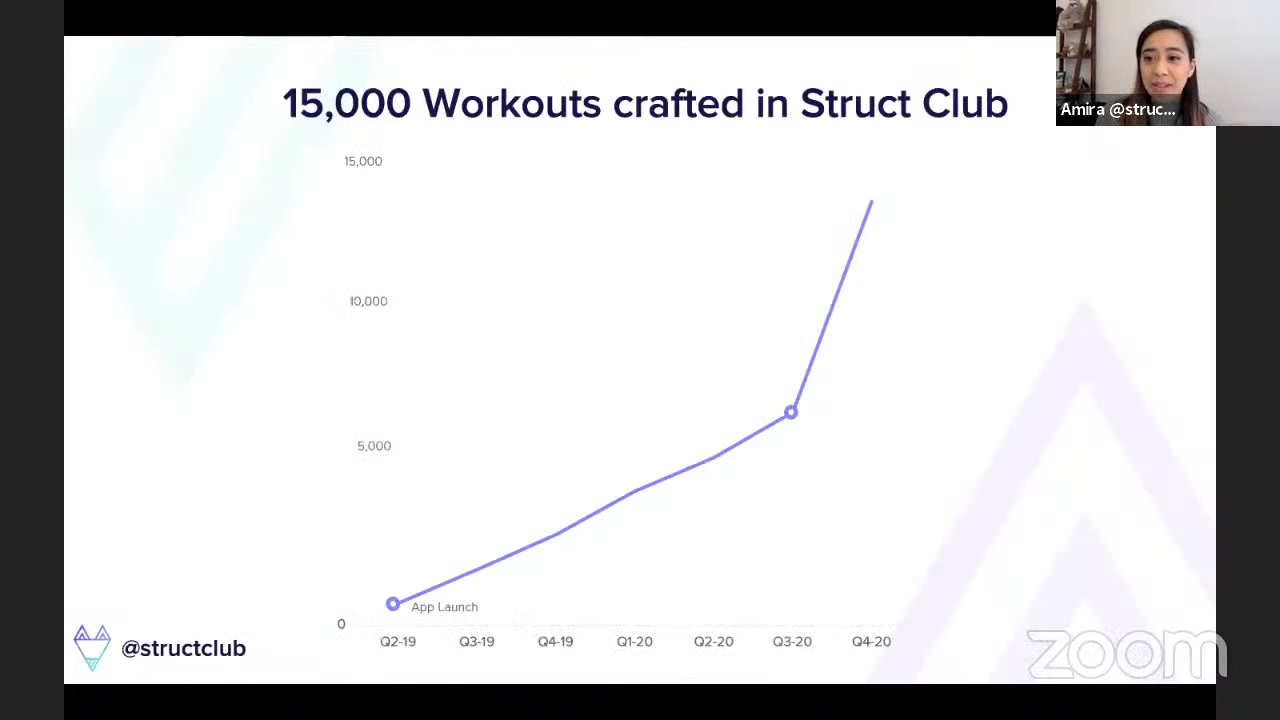 15,000 Workouts crafted in Struct Club
Amira @struc...
15,000
10,000
5,000
0
App Launch
Q2-19 Q3-19 Q4-19 Q1-20 Q2-20 Q3-20 Q4-20
@structclub
zoom